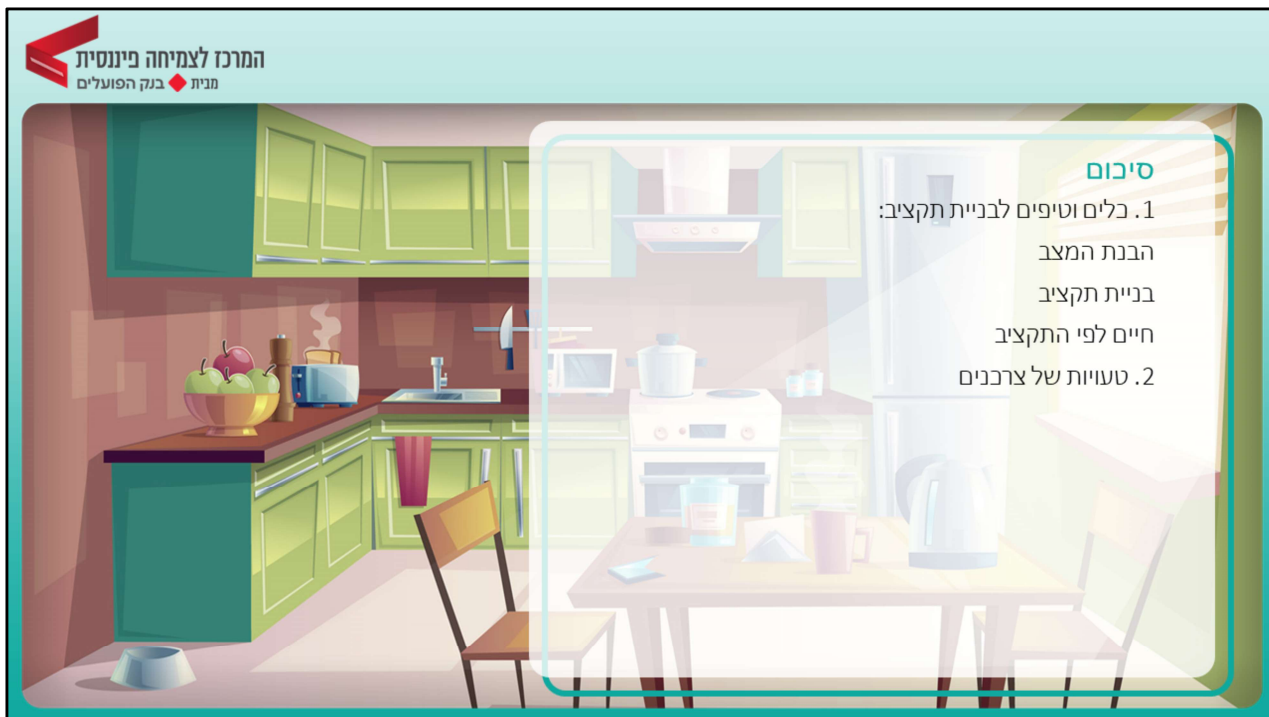 המרכז לצמיחה פיננסית
מבית בנק הפועלים
סיכום
1. כלים וטיפים לבניית תקציב:
הבנת המצב
בניית תקציב
חיים לפי התקציב
2. טעויות של צרכנים